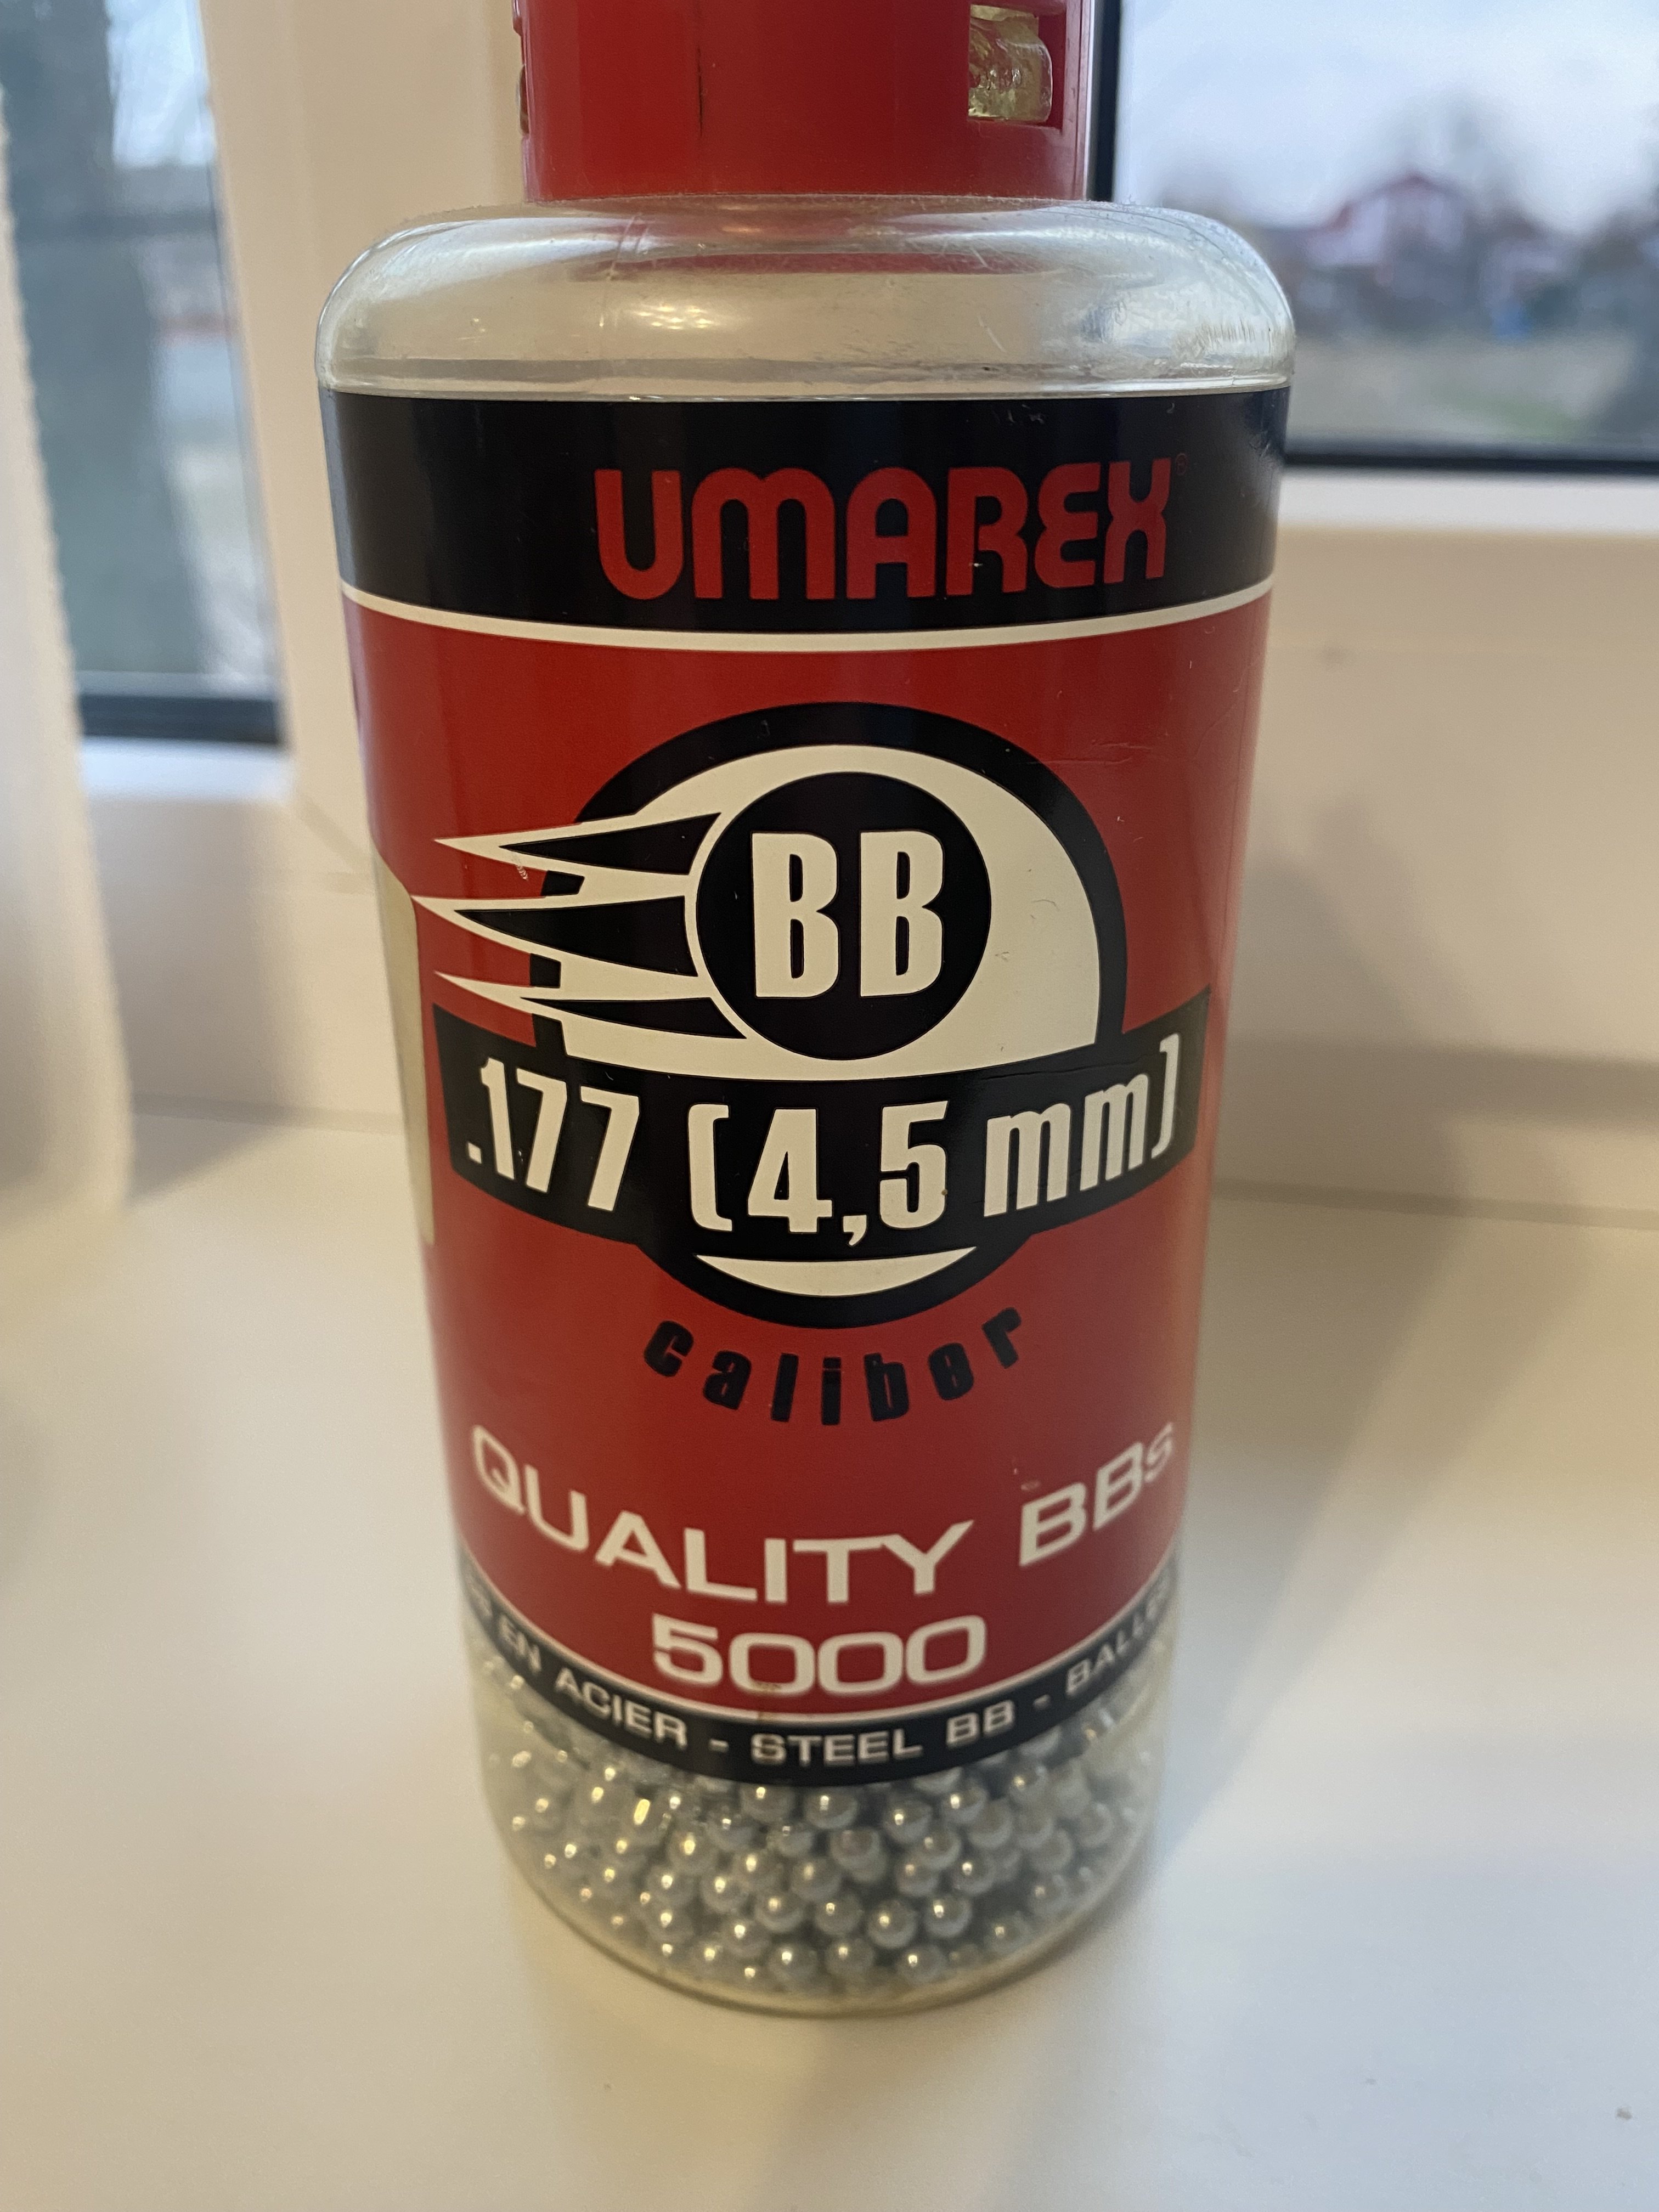 UMAREX®
BB
.177 (4,5 mm)
caliber
QUALITY BBs
5000
EN ACIER - STEEL BB -